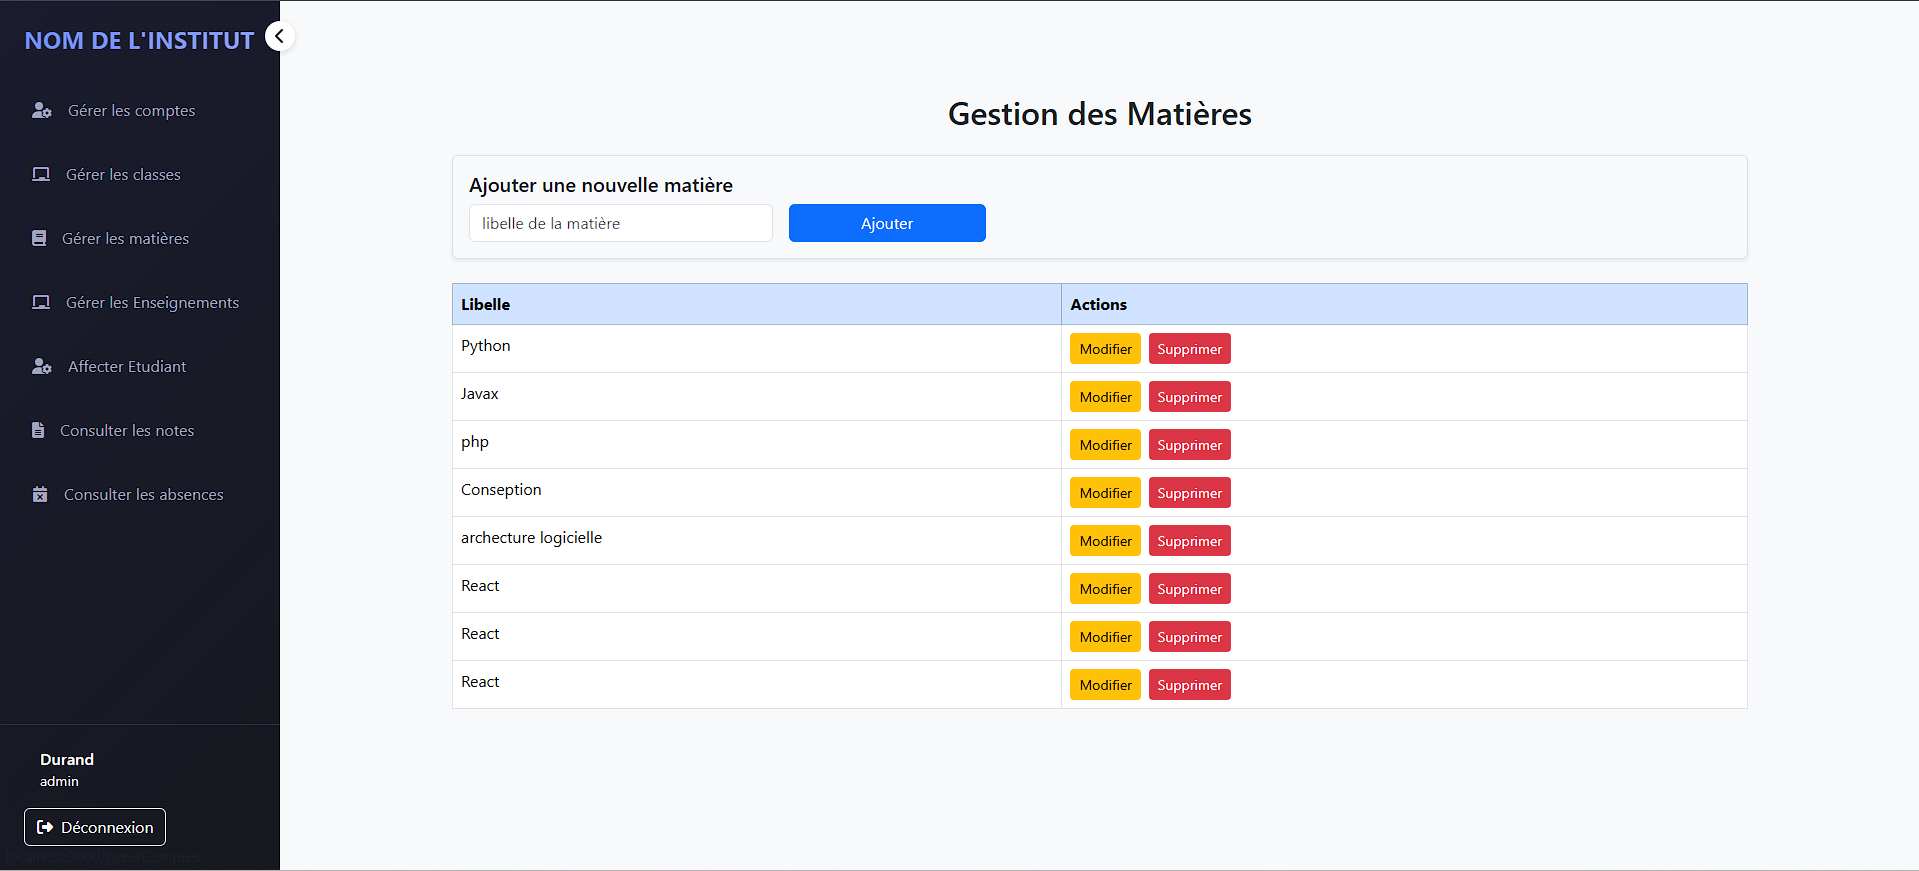 NOM DE L'INSTITUT
Gérer les comptes
Gérer les classes
Gérer les matières
Gérer les Enseignements
Affecter Etudiant
Consulter les notes
Consulter les absences
Durand
admin
Déconnexion
Gestion des Matières
Ajouter une nouvelle matière
libelle de la matière Ajouter
Libelle Actions
Python Modifier Supprimer
Javax Modifier Supprimer
php Modifier Supprimer
Conseption Modifier Supprimer
archecture logicielle Modifier Supprimer
React Modifier Supprimer
React Modifier Supprimer
React Modifier Supprimer